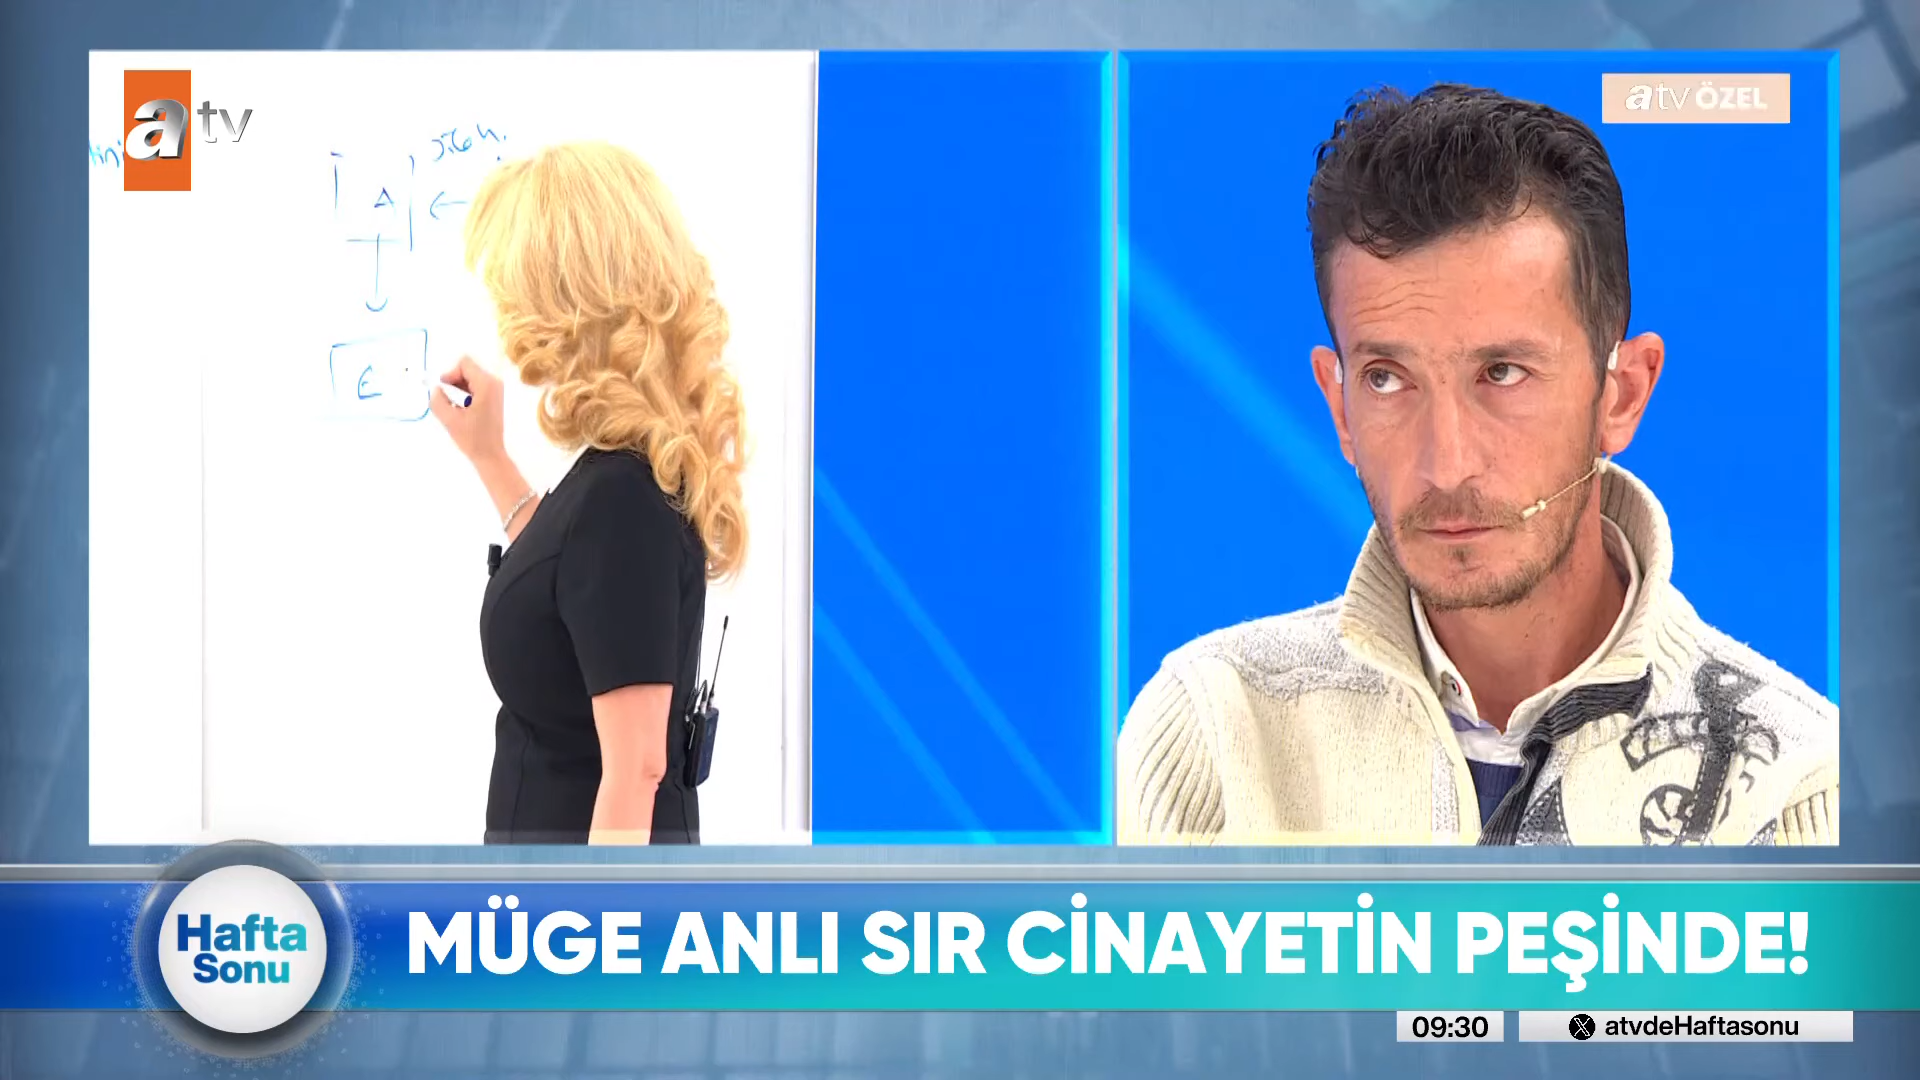 atv
atv ÖZEL
A
E
Hafta
Sonu
MÜGE ANLI SIR CİNAYETİN PEŞİNDE!
09:30
atvdeHaftasonu